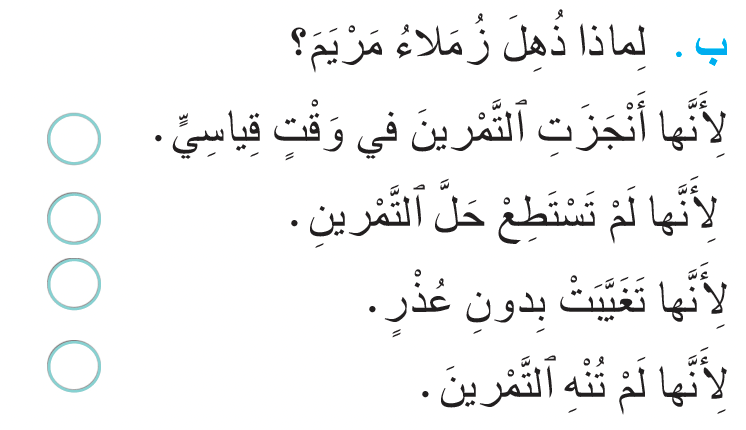 ب . لِماذا ذُهِلَ زُمَلاءُ مَرْيَمَ؟
لِأَنَّها أَنْجَزَتِ ٱلتَّمْرينَ في وَقْتٍ قِياسِيٍّ .
لِأَنَّها لَمْ تَسْتَطِعْ حَلَّ ٱلتَّمْرينِ .
لِأَنَّها تَغَيَّبَتْ بِدونِ عُذْرٍ .
لِأَنَّها لَمْ تُنْهِ ٱلتَّمْرينَ .